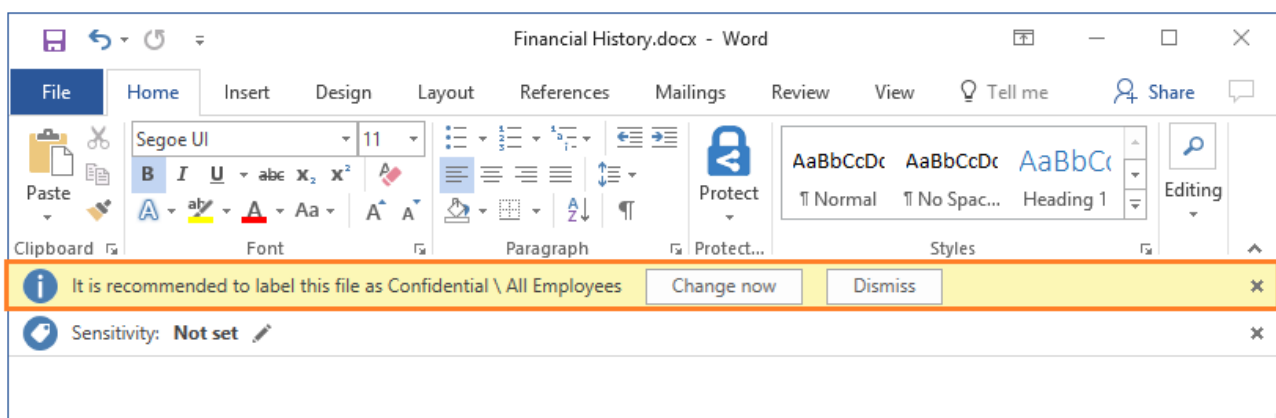 Financial History.docx - Word
File Home Insert Design Layout References Mailings Review View Tell me Share
Segoe UI 11
B I U abc x₂ x² 
A aby A Aa A A A Z ¶
Paste
Protect
AaBbCcDc AaBbCcDc AaBbCc
¶ Normal ¶ No Spac... Heading 1
Editing
Clipboard Font Paragraph Protect... Styles
It is recommended to label this file as Confidential \ All Employees Change now Dismiss
Sensitivity: Not set